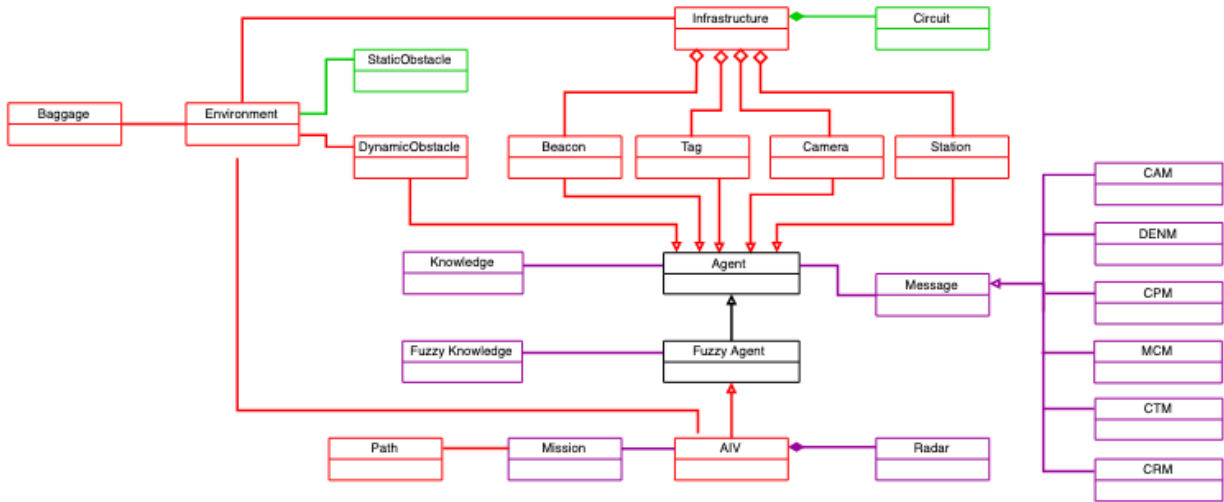 Infrastructure
Circuit
StaticObstacle
Baggage
Environment
DynamicObstacle
Beacon
Tag
Camera
Station
CAM
DENM
Knowledge
Agent
Message
CPM
Fuzzy Knowledge
Fuzzy Agent
MCM
CTM
Path
Mission
AIV
Radar
CRM